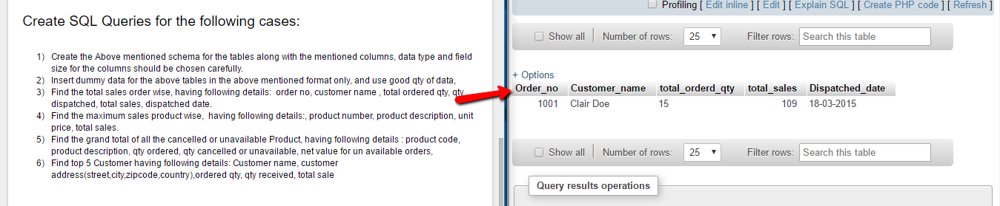 Create SQL Queries for the following cases:
1) Create the Above mentioned schema for the tables along with the mentioned columns, data type and field
size for the columns should be chosen carefully.
2) Insert dummy data for the above tables in the above mentioned format only, and use good qty of data,
3) Find the total sales order wise, having following details: order no, customer name , total ordered qty, qty
dispatched, total sales, dispatched date.
4) Find the maximum sales product wise, having following details:, product number, product description, unit
price, total sales.
5) Find the grand total of all the cancelled or unavailable Product, having following details : product code,
product description, qty ordered, qty cancelled or unavailable, net value for un available orders,
6) Find top 5 Customer having following details: Customer name, customer
address(street,city,zipcode,country),ordered qty, qty received, total sale
Profiling [ Edit inline ] [ Edit ] [ Explain SQL ] [ Create PHP code ] [ Refresh ]
Show all | Number of rows: 25 Filter rows: Search this table
+ Options
Order_no Customer_name total_orderd_qty total_sales Dispatched_date
1001 Clair Doe 15 109 18-03-2015
Show all | Number of rows: 25 Filter rows: Search this table
Query results operations